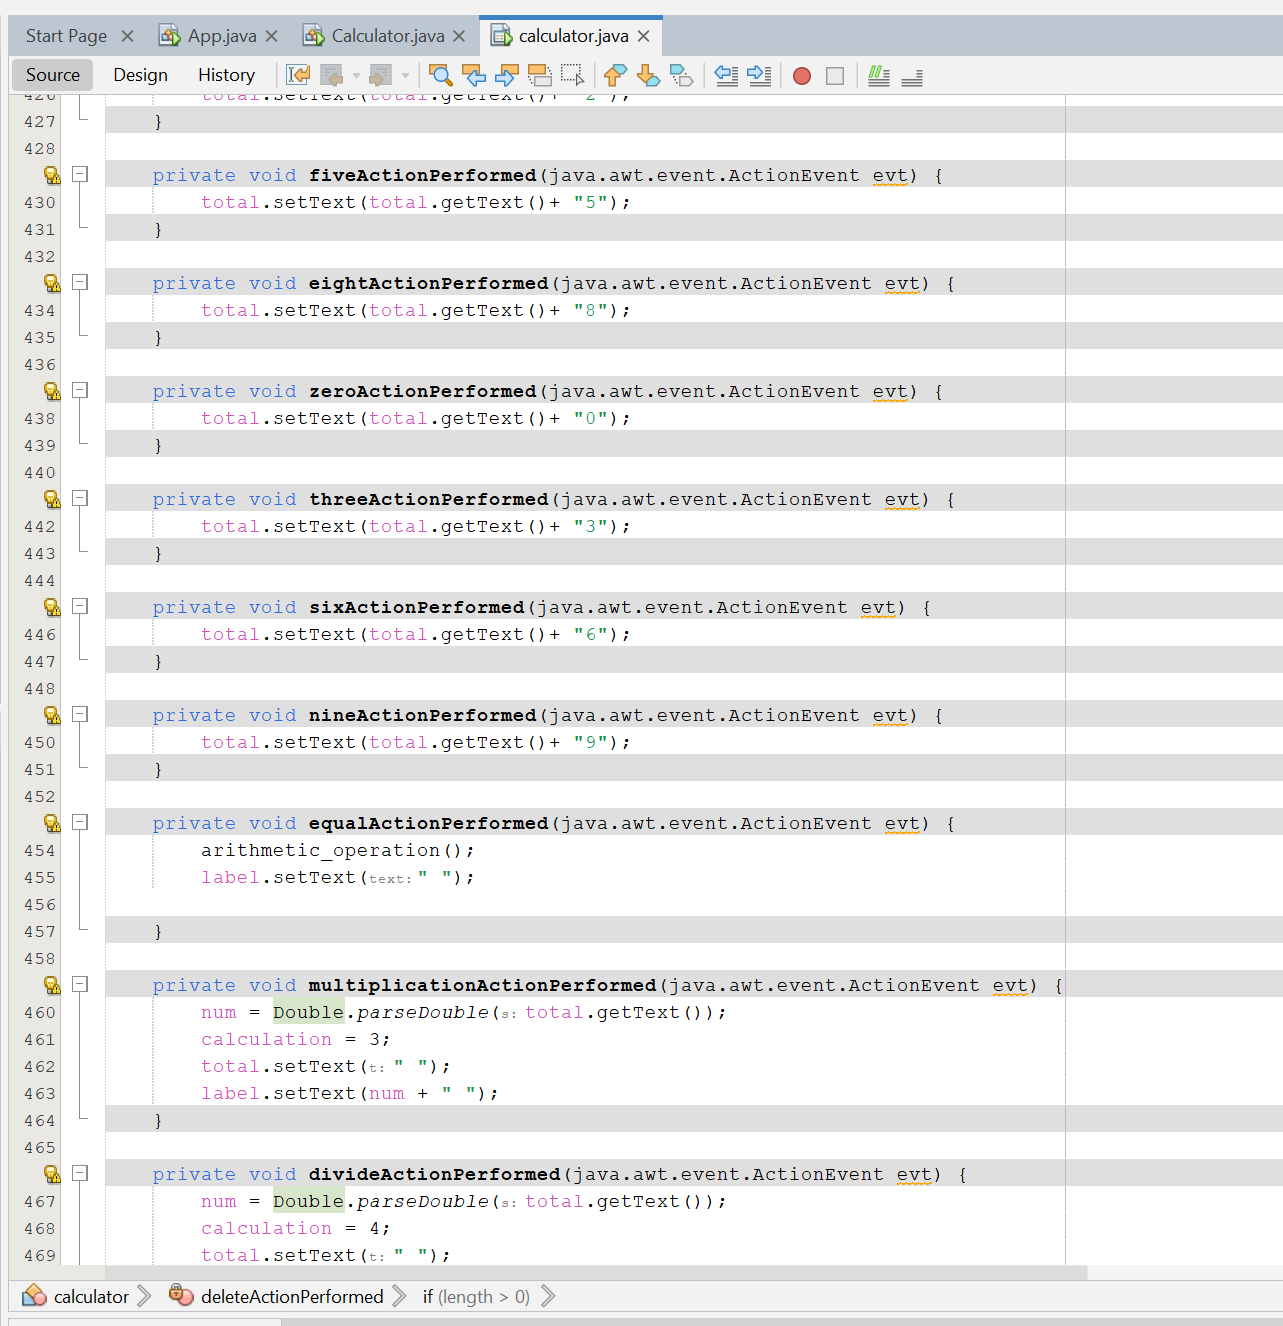 Start Page App.java Calculator.java calculator.java
Source Design History
426 total.setText(total.getText()+ "2");
427 }
428
private void fiveActionPerformed(java.awt.event.ActionEvent evt) {
430 total.setText(total.getText()+ "5");
431 }
432
private void eightActionPerformed(java.awt.event.ActionEvent evt) {
434 total.setText(total.getText()+ "8");
435 }
436
private void zeroActionPerformed(java.awt.event.ActionEvent evt) {
438 total.setText(total.getText()+ "0");
439 }
440
private void threeActionPerformed(java.awt.event.ActionEvent evt) {
442 total.setText(total.getText()+ "3");
443 }
444
private void sixActionPerformed(java.awt.event.ActionEvent evt) {
446 total.setText(total.getText()+ "6");
447 }
448
private void nineActionPerformed(java.awt.event.ActionEvent evt) {
450 total.setText(total.getText()+ "9");
451 }
452
private void equalActionPerformed(java.awt.event.ActionEvent evt) {
454 arithmetic_operation();
455 label.setText(text: " ");
456
457 }
458
private void multiplicationActionPerformed(java.awt.event.ActionEvent evt) {
460 num = Double.parseDouble(s: total.getText());
461 calculation = 3;
462 total.setText(t: " ");
463 label.setText(num + " ");
464 }
465
private void divideActionPerformed(java.awt.event.ActionEvent evt) {
467 num = Double.parseDouble(s: total.getText());
468 calculation = 4;
469 total.setText(t: " ");
calculator deleteActionPerformed if (length > 0)